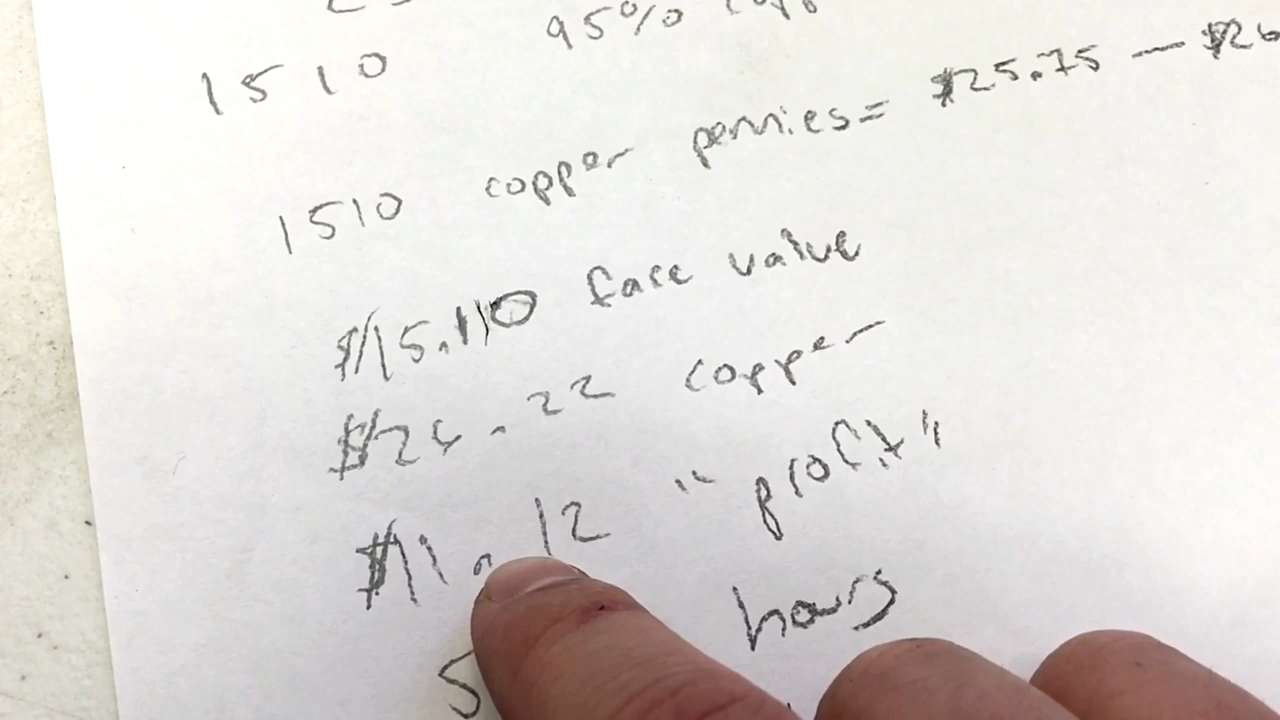 1510 95%
1510 copper pennies= $25.75 — $26
$15.10 face value
$26.22 copper
$11.12 "profit"
5 hours